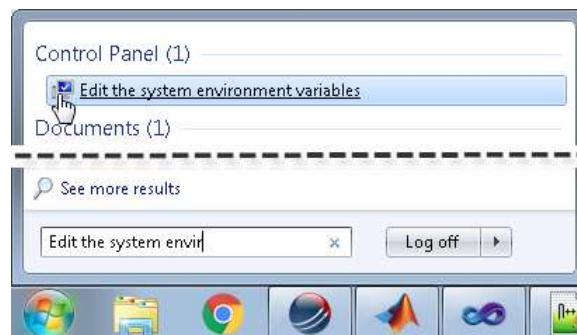 Control Panel (1)
Edit the system environment variables
Documents (1)
See more results
Edit the system envir
Log off